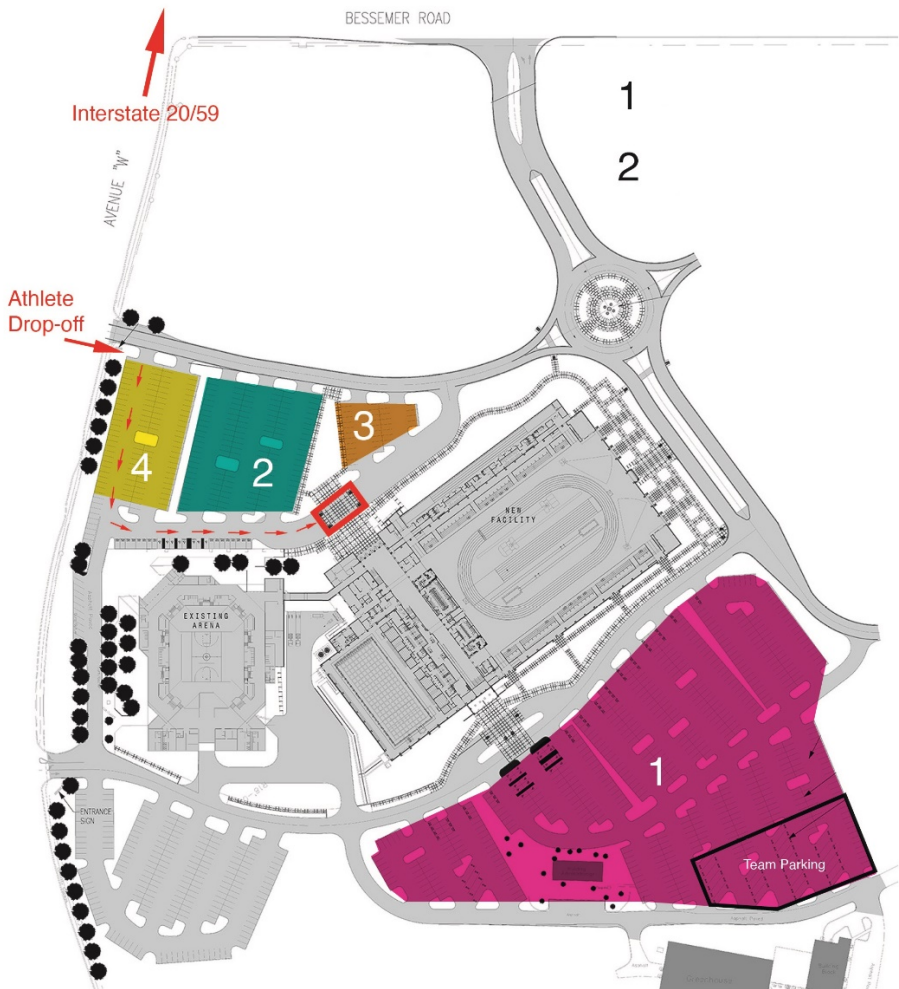 BESSEMER ROAD
Interstate 20/59
1
2
AVENUE "W"
Athlete
Drop-off
4
2
3
NEW
FACILITY
EXISTING
ARENA
1
ENTRANCE
SIGN
Team Parking